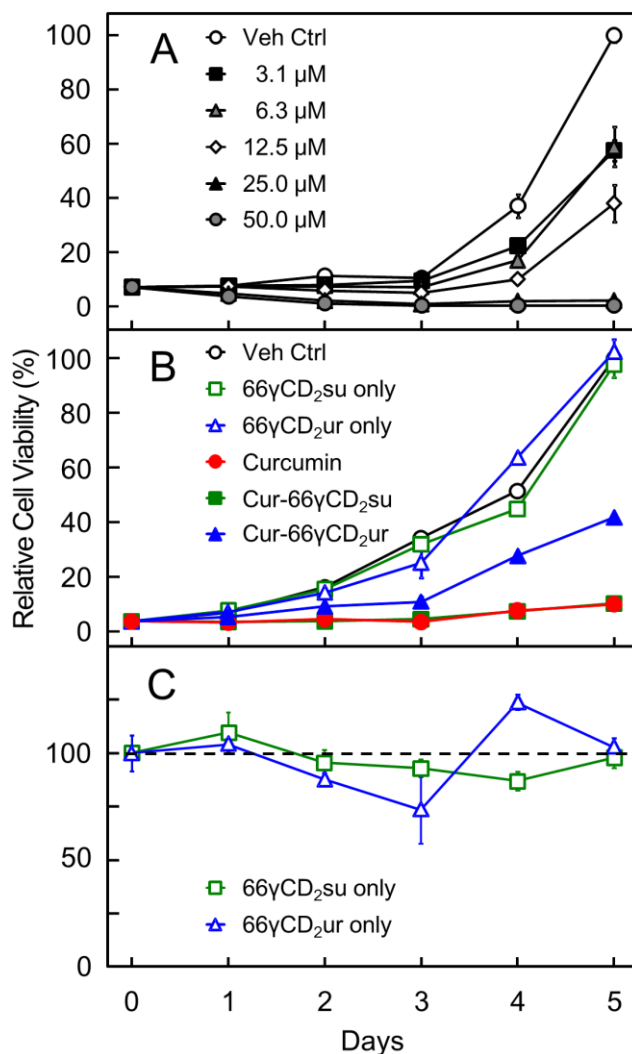 A
Veh Ctrl
3.1 µM
6.3 µM
12.5 µM
25.0 µM
50.0 µM
100
80
60
40
20
0
B
Veh Ctrl
66γCD₂su only
66γCD₂ur only
Curcumin
Cur-66γCD₂su
Cur-66γCD₂ur
100
80
60
40
20
0
Relative Cell Viability (%)
C
100
50
0
66γCD₂su only
66γCD₂ur only
0 1 2 3 4 5
Days